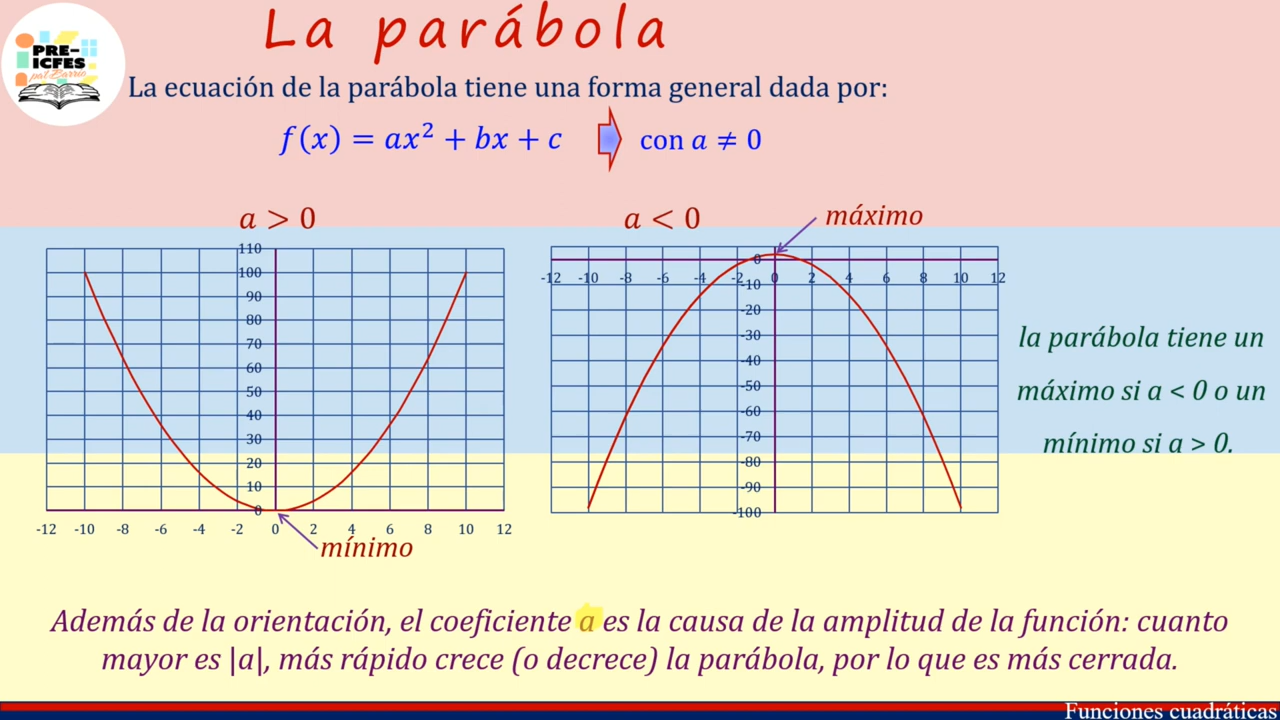 La parábola
PRE-
ICFES
pal Barrio
La ecuación de la parábola tiene una forma general dada por:
f(x) = ax² + bx + c con a ≠ 0
a > 0
a < 0
máximo
110
100
90
80
70
60
50
40
30
20
10
0
-12 -10 -8 -6 -4 -2 0 2 4 6 8 10 12
mínimo
0
-12 -10 -8 -6 -4 -2 0 2 4 6 8 10 12
-10
-20
-30
-40
-50
-60
-70
-80
-90
-100
la parábola tiene un
máximo si a < 0 o un
mínimo si a > 0.
Además de la orientación, el coeficiente a es la causa de la amplitud de la función: cuanto
mayor es |a|, más rápido crece (o decrece) la parábola, por lo que es más cerrada.
Funciones cuadráticas